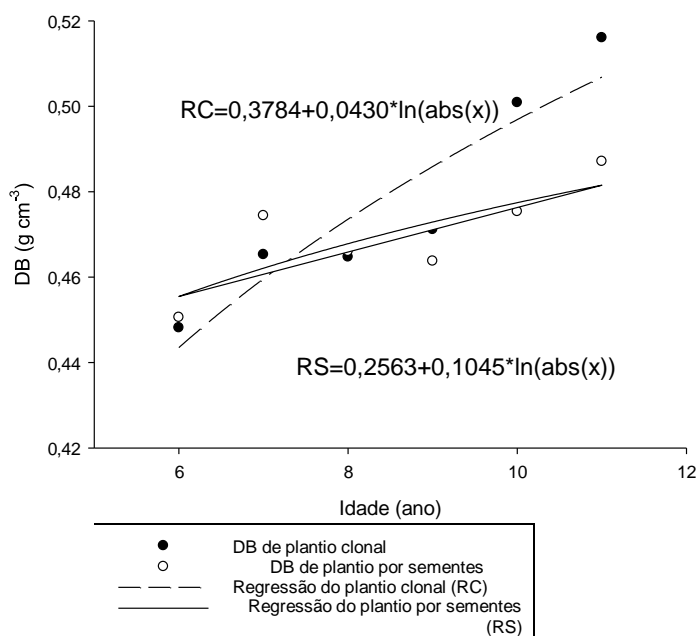 0,52
0,50
0,48
0,46
0,44
0,42
DB (g cm-3)
RC=0,3784+0,0430*ln(abs(x))
RS=0,2563+0,1045*ln(abs(x))
6 8 10 12
Idade (ano)
DB de plantio clonal
DB de plantio por sementes
Regressão do plantio clonal (RC)
Regressão do plantio por sementes
(RS)